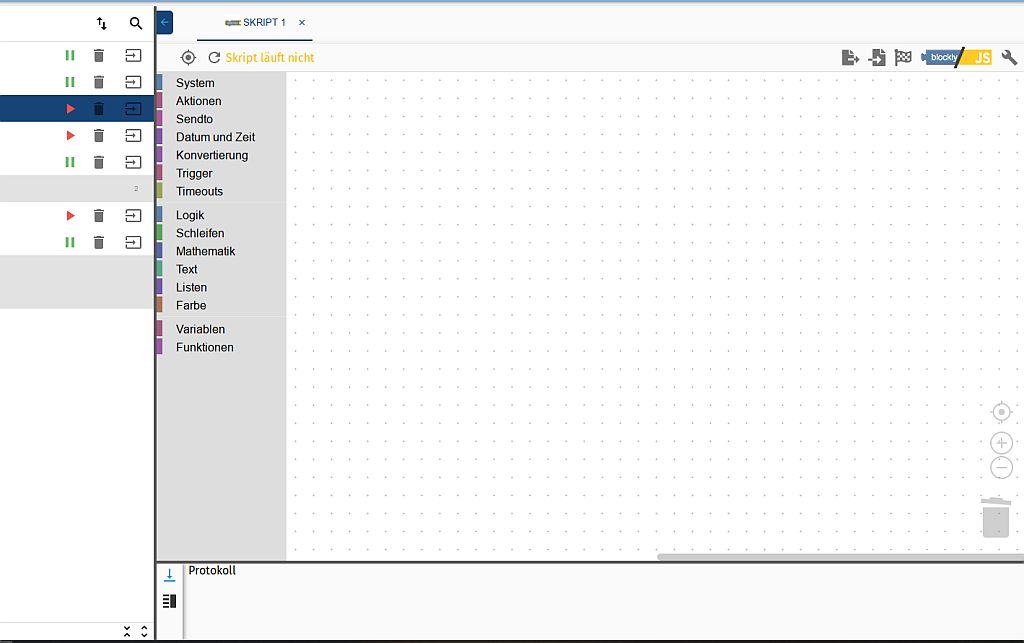 SKRIPT 1
Skript läuft nicht
blockly
JS
System
Aktionen
Sendto
Datum und Zeit
Konvertierung
Trigger
Timeouts
2
Logik
Schleifen
Mathematik
Text
Listen
Farbe
Variablen
Funktionen
Protokoll